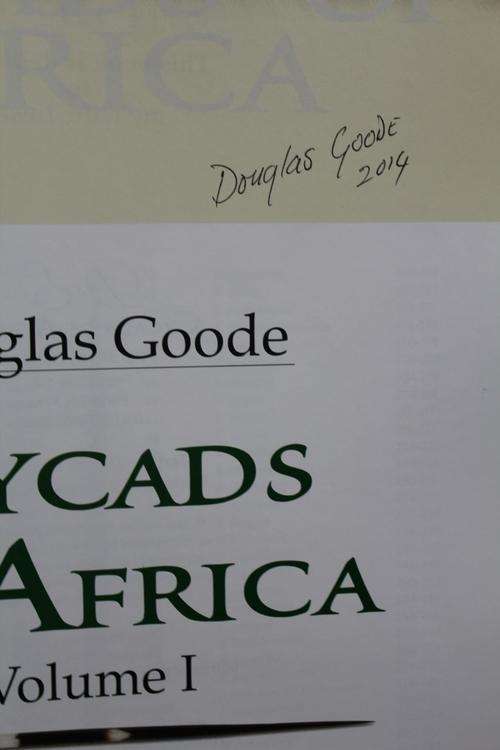 RICA
Douglas Goode
2014
glas Goode
YCADS
AFRICA
Volume I